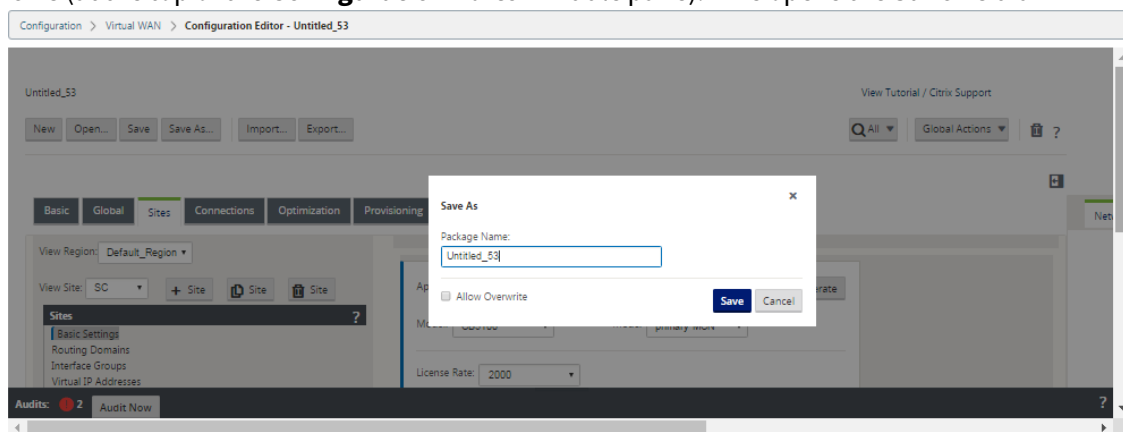 Configuration > Virtual WAN > Configuration Editor - Untitled_53
Untitled_53
View Tutorial / Citrix Support
New Open... Save Save As... Import... Export...
All Global Actions ?
Basic Global Sites Connections Optimization Provisioning
Save As
×
Package Name:
Untitled_53
Allow Overwrite
Save Cancel
View Region: Default_Region
View Site: SC + Site Site Site
Sites ?
Basic Settings
Routing Domains
Interface Groups
Virtual IP Addresses
License Rate: 2000
Audits: 2 Audit Now ?